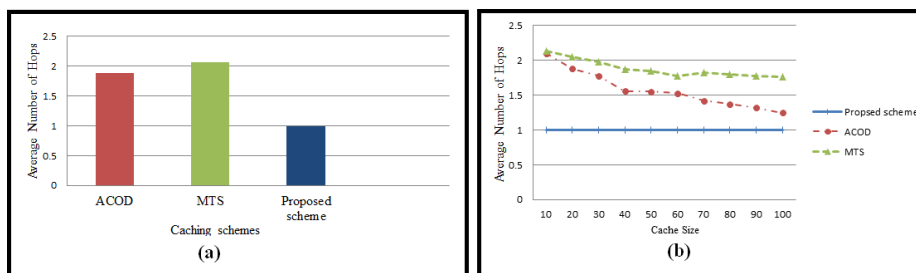 Average Number of Hops
2.5
2
1.5
1
0.5
0
ACOD MTS Proposed
scheme
Caching schemes
(a)
Average Number of Hops
2.5
2
1.5
1
0.5
0
10 20 30 40 50 60 70 80 90 100
Cache Size
(b)
Propsed scheme
ACOD
MTS